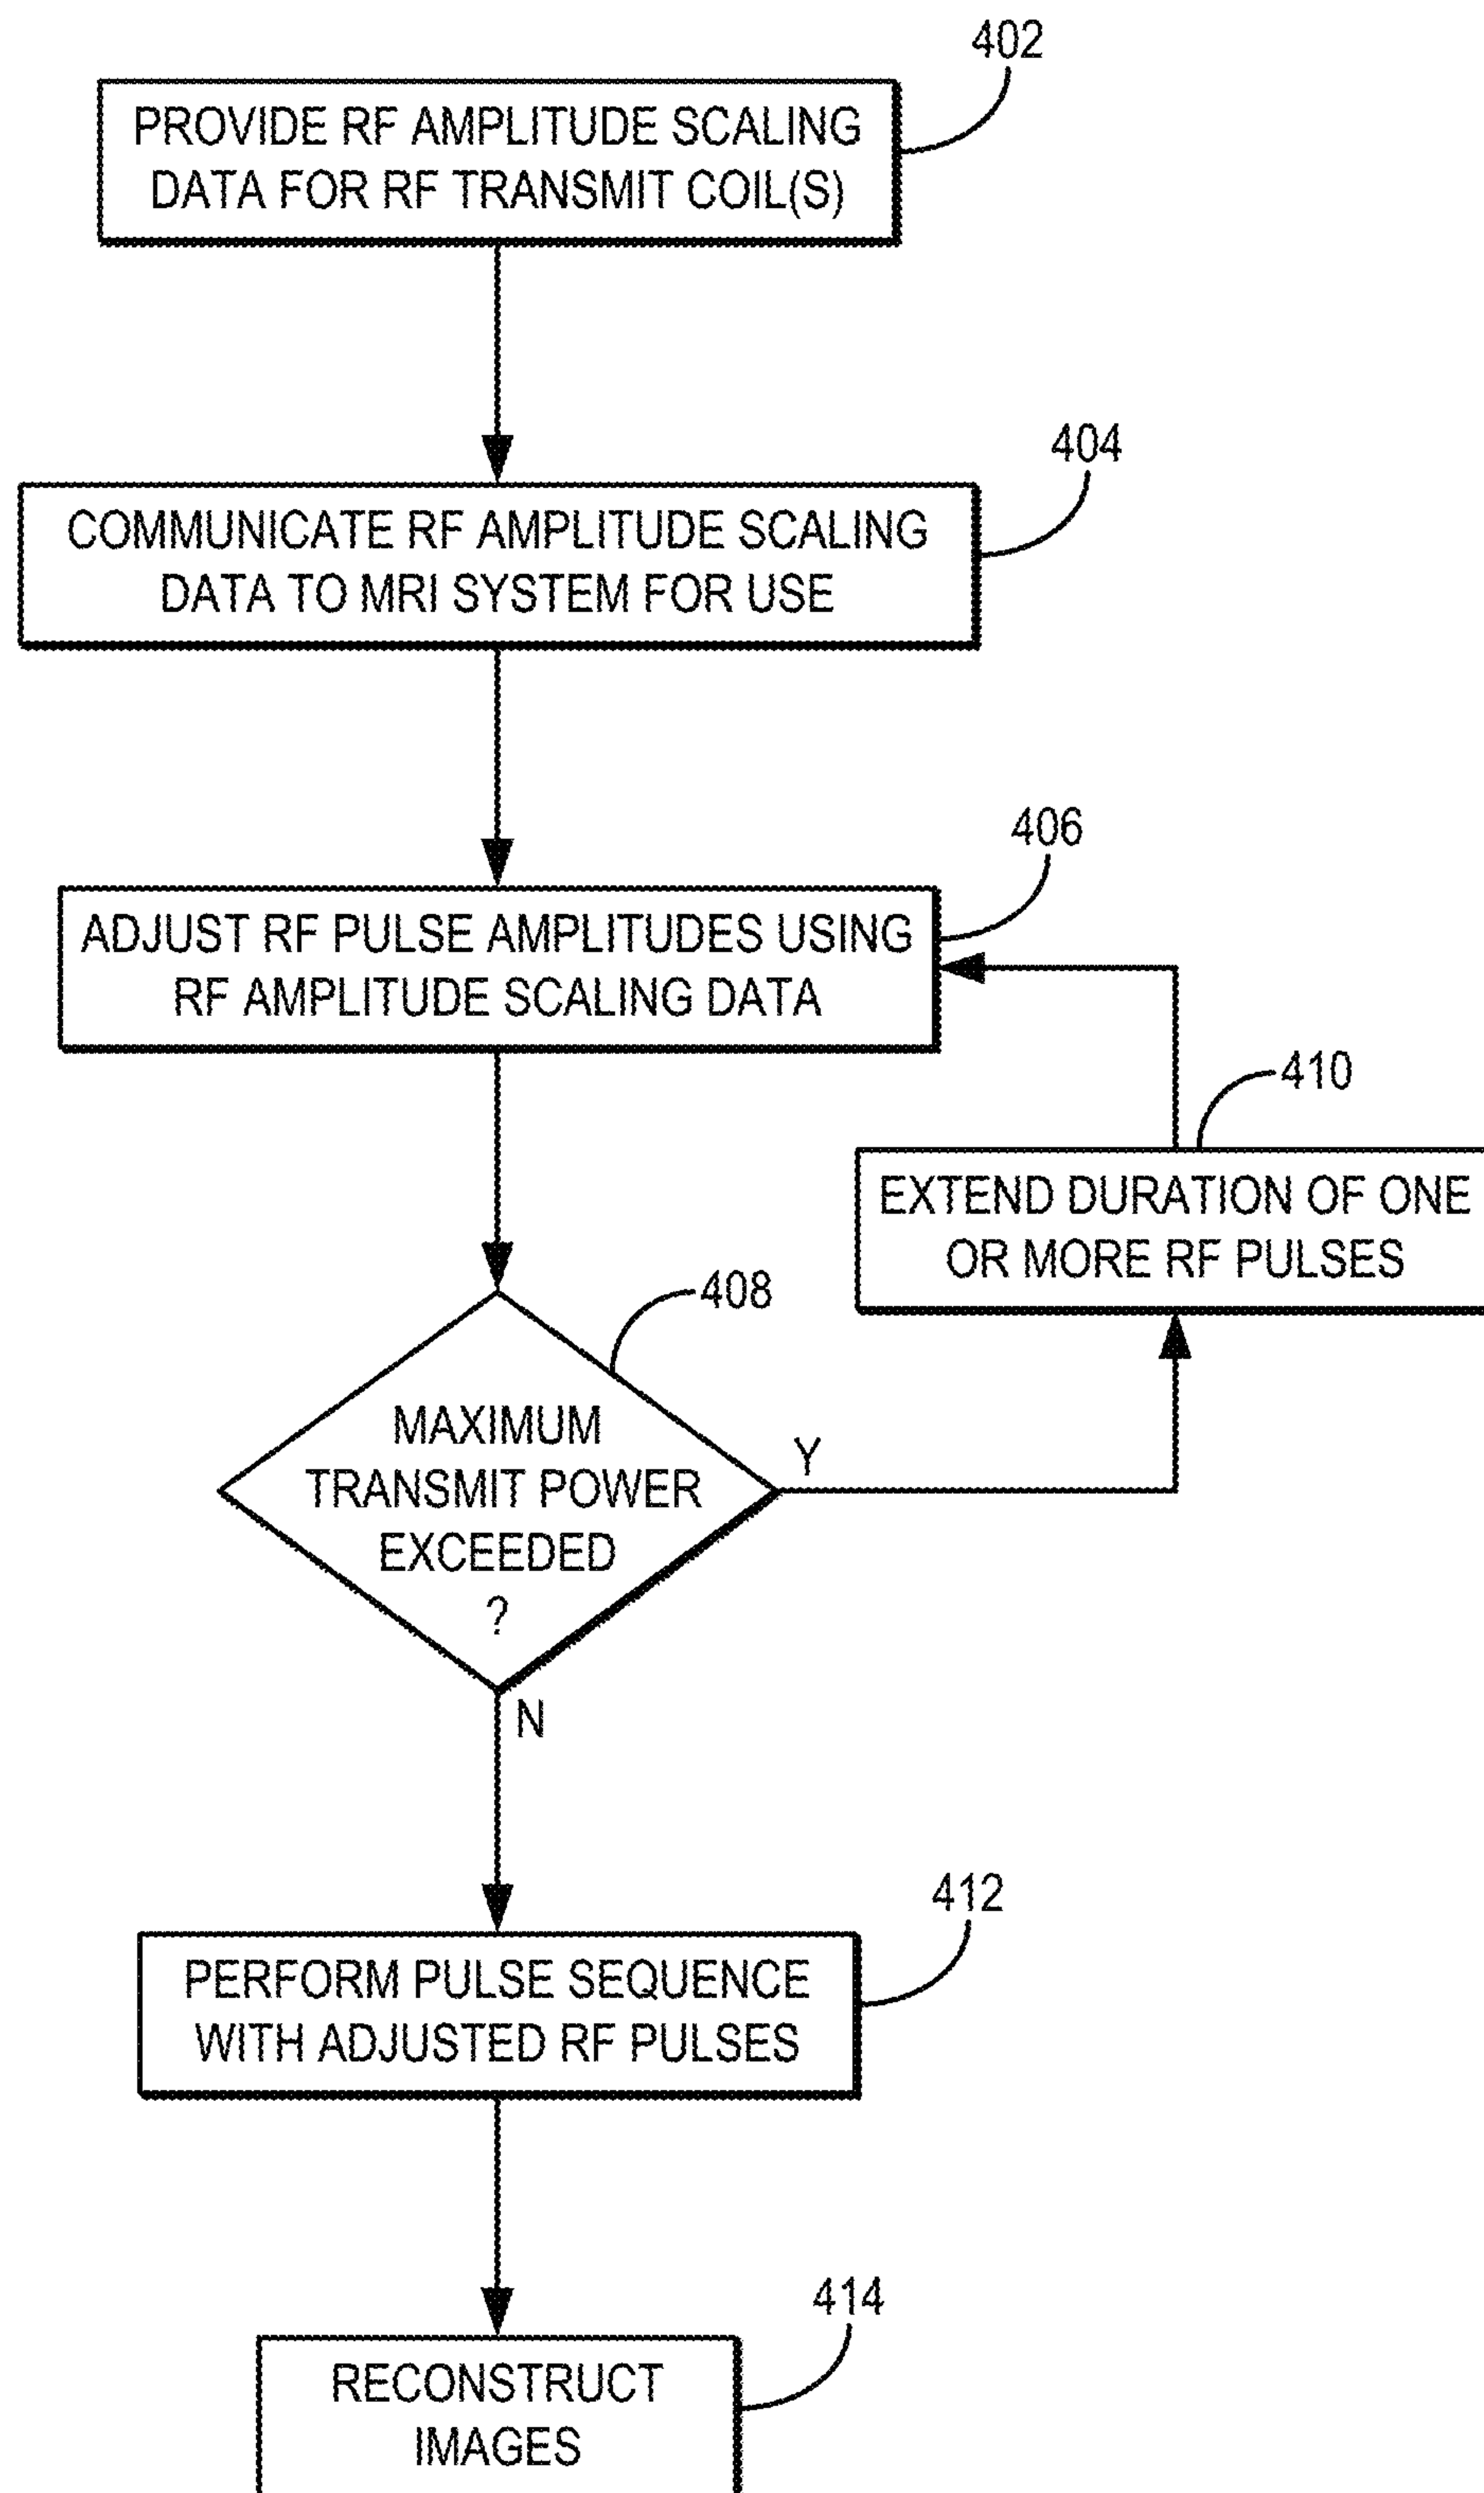 402
PROVIDE RF AMPLITUDE SCALING
DATA FOR RF TRANSMIT COIL(S)
404
COMMUNICATE RF AMPLITUDE SCALING
DATA TO MRI SYSTEM FOR USE
406
ADJUST RF PULSE AMPLITUDES USING
RF AMPLITUDE SCALING DATA
410
EXTEND DURATION OF ONE
OR MORE RF PULSES
408
MAXIMUM
TRANSMIT POWER
EXCEEDED
?
Y
N
412
PERFORM PULSE SEQUENCE
WITH ADJUSTED RF PULSES
414
RECONSTRUCT
IMAGES